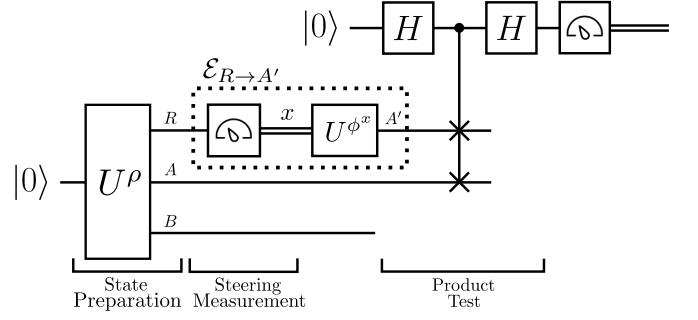 |0⟩ H H
ℰ_{R→A′}
R x U^{ϕ^x} A′
|0⟩ U^ρ A
B
State
Preparation
Steering
Measurement
Product
Test